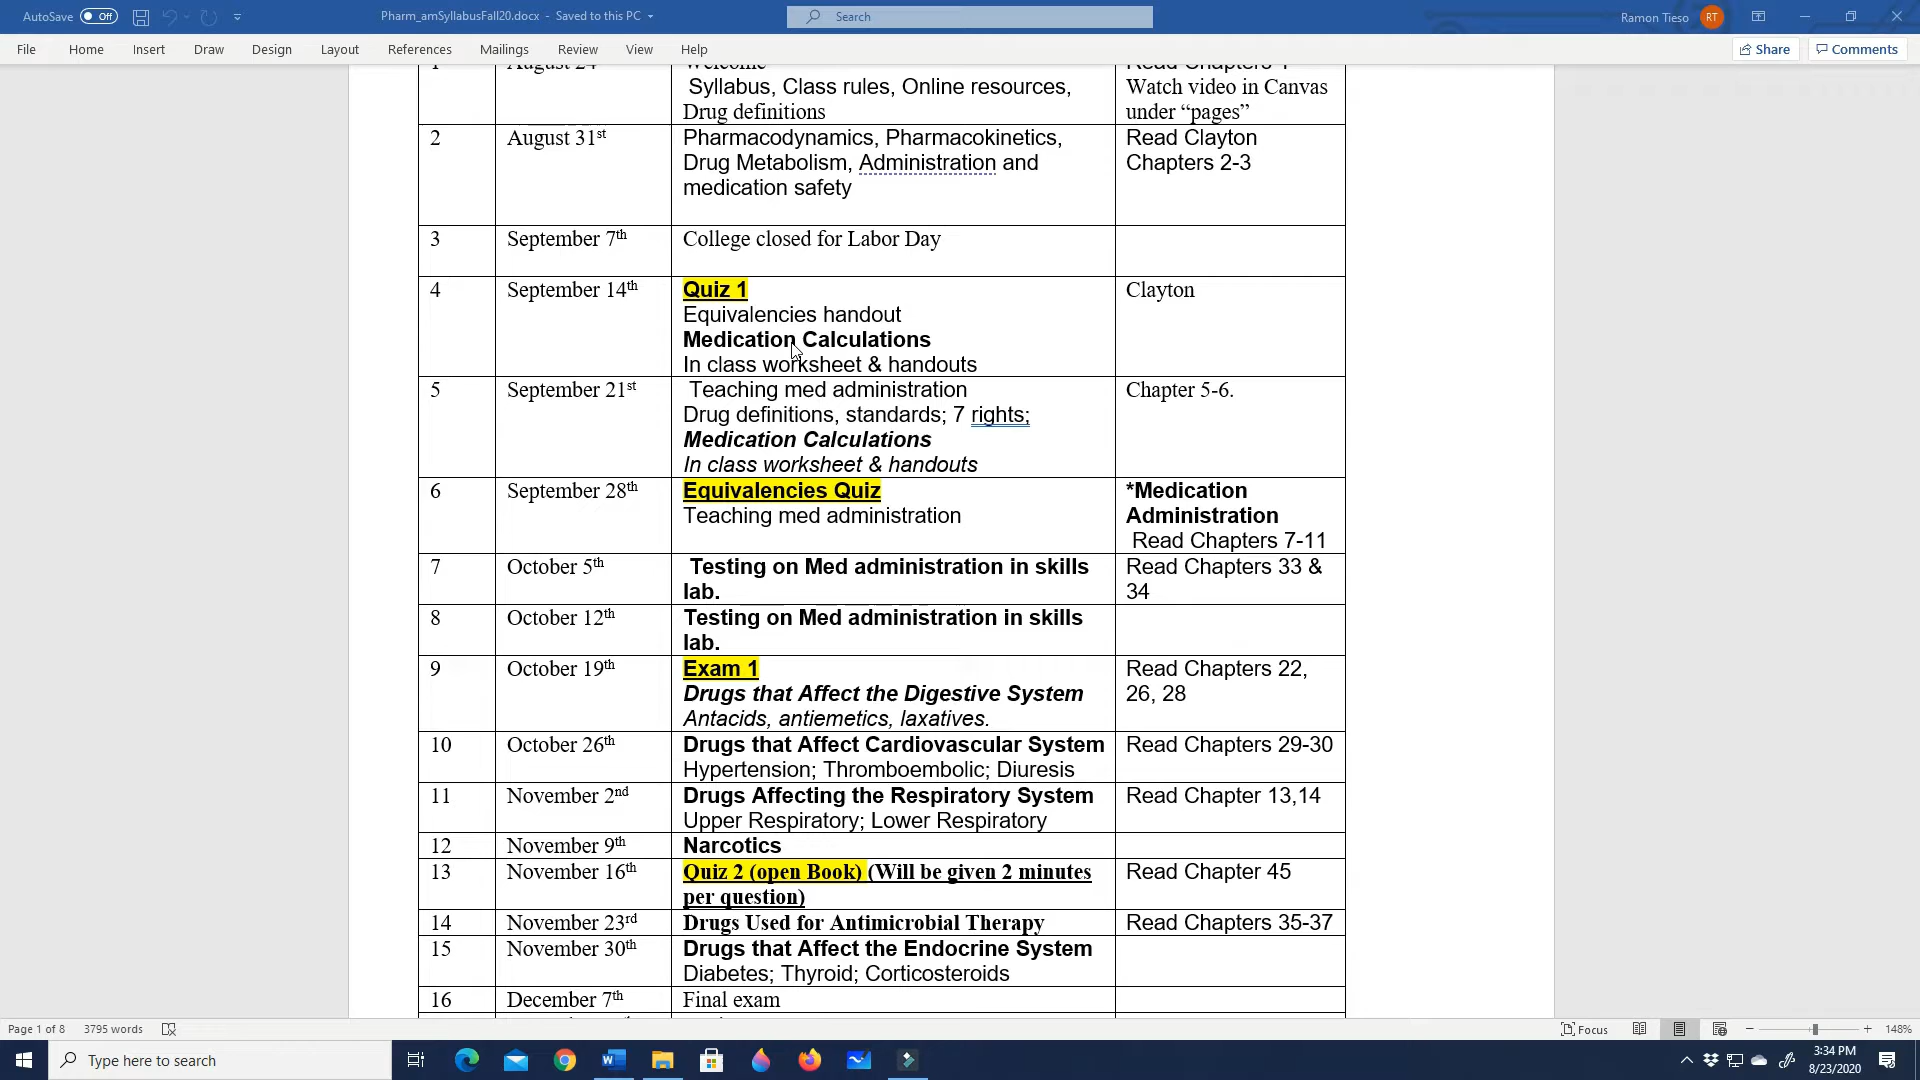 AutoSave Off Pharm_amSyllabusFall20.docx - Saved to this PC Search Ramon Tieso RT
File Home Insert Draw Design Layout References Mailings Review View Help Share Comments
Syllabus, Class rules, Online resources,
Drug definitions
Watch video in Canvas
under “pages”
2 August 31st
Pharmacodynamics, Pharmacokinetics,
Drug Metabolism, Administration and
medication safety
Read Clayton
Chapters 2-3
3 September 7th College closed for Labor Day
4 September 14th
Quiz 1
Equivalencies handout
Medication Calculations
In class worksheet & handouts
Clayton
5 September 21st
Teaching med administration
Drug definitions, standards; 7 rights;
Medication Calculations
In class worksheet & handouts
Chapter 5-6.
6 September 28th
Equivalencies Quiz
Teaching med administration
*Medication
Administration
Read Chapters 7-11
7 October 5th
Testing on Med administration in skills
lab.
Read Chapters 33 &
34
8 October 12th
Testing on Med administration in skills
lab.
9 October 19th
Exam 1
Drugs that Affect the Digestive System
Antacids, antiemetics, laxatives.
Read Chapters 22,
26, 28
10 October 26th
Drugs that Affect Cardiovascular System
Hypertension; Thromboembolic; Diuresis
Read Chapters 29-30
11 November 2nd
Drugs Affecting the Respiratory System
Upper Respiratory; Lower Respiratory
Read Chapter 13,14
12 November 9th Narcotics
13 November 16th
Quiz 2 (open Book) (Will be given 2 minutes
per question)
Read Chapter 45
14 November 23rd Drugs Used for Antimicrobial Therapy Read Chapters 35-37
15 November 30th
Drugs that Affect the Endocrine System
Diabetes; Thyroid; Corticosteroids
16 December 7th Final exam
Page 1 of 8 3795 words Focus 148%
Type here to search
3:34 PM
8/23/2020